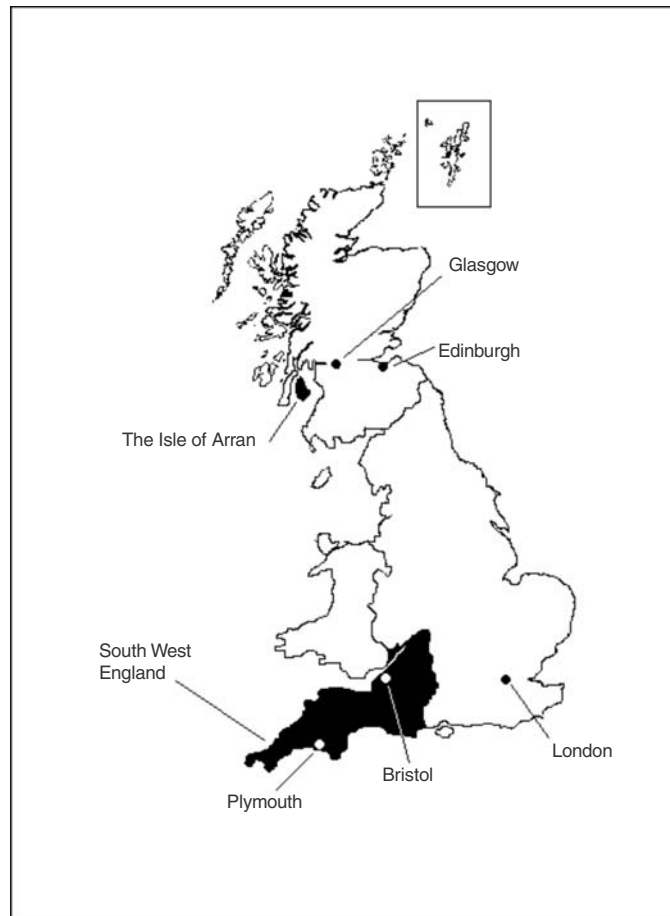 Glasgow
Edinburgh
The Isle of Arran
South West
England
London
Bristol
Plymouth